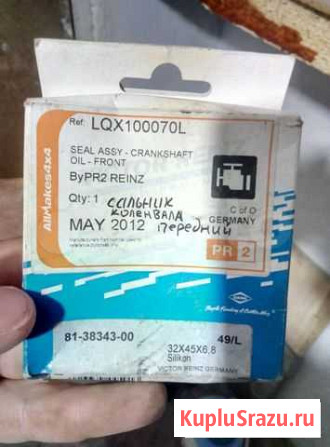 AllMakes4x4
Ref: LQX100070L
SEAL ASSY - CRANKSHAFT
OIL - FRONT
ByPR2 REINZ
Qty: 1 сальник
коленвала
C of O
GERMANY
MAY 2012 передний
PR 2
81-38343-00
49/L
32X45X6,8
Silikon
VICTOR REINZ GERMANY
KupluSrazu.ru